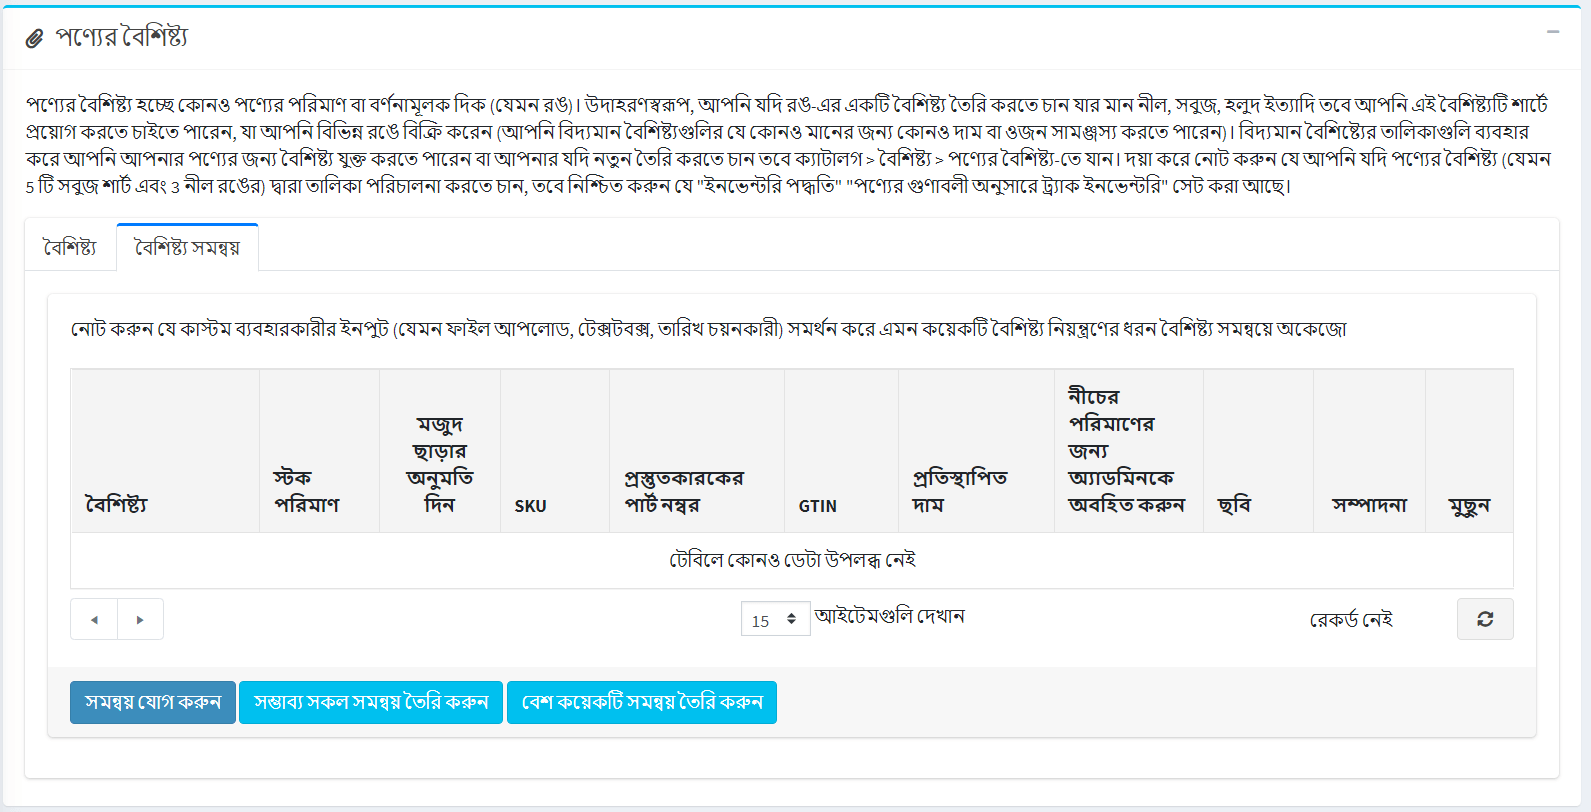 পণ্যের বৈশিষ্ট্য
পণ্যের বৈশিষ্ট্য হচ্ছে কোনও পণ্যের পরিমাণ বা বর্ণনামূলক দিক (যেমন রঙ)। উদাহরণস্বরূপ, আপনি যদি রঙ-এর একটি বৈশিষ্ট্য তৈরি করতে চান যার মান নীল, সবুজ, হলুদ ইত্যাদি তবে আপনি এই বৈশিষ্ট্যটি শার্টে
প্রয়োগ করতে চাইতে পারেন, যা আপনি বিভিন্ন রঙে বিক্রি করেন (আপনি বিদ্যমান বৈশিষ্ট্যগুলির যে কোনও মানের জন্য কোনও দাম বা ওজন সামঞ্জস্য করতে পারেন)। বিদ্যমান বৈশিষ্ট্যের তালিকাগুলি ব্যবহার
করে আপনি আপনার পণ্যের জন্য বৈশিষ্ট্য যুক্ত করতে পারেন বা আপনার যদি নতুন তৈরি করতে চান তবে ক্যাটালগ > বৈশিষ্ট্য > পণ্যের বৈশিষ্ট্য-তে যান। দয়া করে নোট করুন যে আপনি যদি পণ্যের বৈশিষ্ট্য (যেমন
5 টি সবুজ শার্ট এবং 3 নীল রঙের) দ্বারা তালিকা পরিচালনা করতে চান, তবে নিশ্চিত করুন যে "ইনভেন্টরি পদ্ধতি" "পণ্যের গুণাবলী অনুসারে ট্র্যাক ইনভেন্টরি" সেট করা আছে।
বৈশিষ্ট্য
বৈশিষ্ট্য সমন্বয়
নোট করুন যে কাস্টম ব্যবহারকারীর ইনপুট (যেমন ফাইল আপলোড, টেক্সটবক্স, তারিখ চয়নকারী) সমর্থন করে এমন কয়েকটি বৈশিষ্ট্য নিয়ন্ত্রণের ধরন বৈশিষ্ট্য সমন্বয়ে অকেজো
বৈশিষ্ট্য
স্টক
পরিমাণ
মজুদ
ছাড়ার
অনুমতি
দিন
SKU
প্রস্তুতকারকের
পার্ট নম্বর
GTIN
প্রতিস্থাপিত
দাম
নীচের
পরিমাণের
জন্য
অ্যাডমিনকে
অবহিত করুন
ছবি
সম্পাদনা
মুছুন
টেবিলে কোনও ডেটা উপলব্ধ নেই
15 আইটেমগুলি দেখান
রেকর্ড নেই
সমন্বয় যোগ করুন
সম্ভাব্য সকল সমন্বয় তৈরি করুন
বেশ কয়েকটি সমন্বয় তৈরি করুন